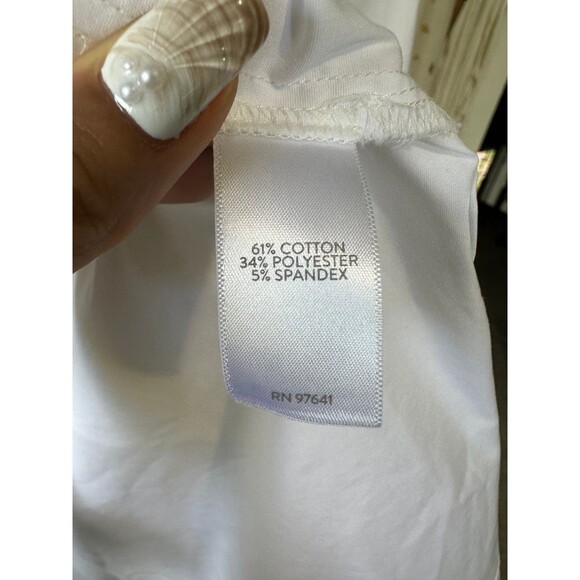 61% COTTON
34% POLYESTER
5% SPANDEX
RN 97641